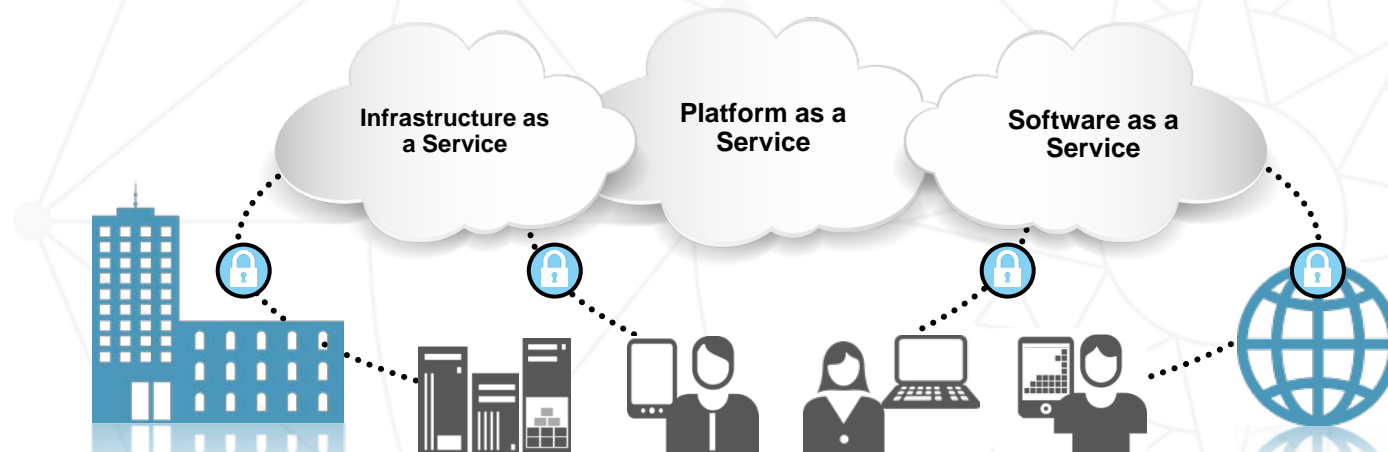 Infrastructure as
a Service
Platform as a
Service
Software as a
Service